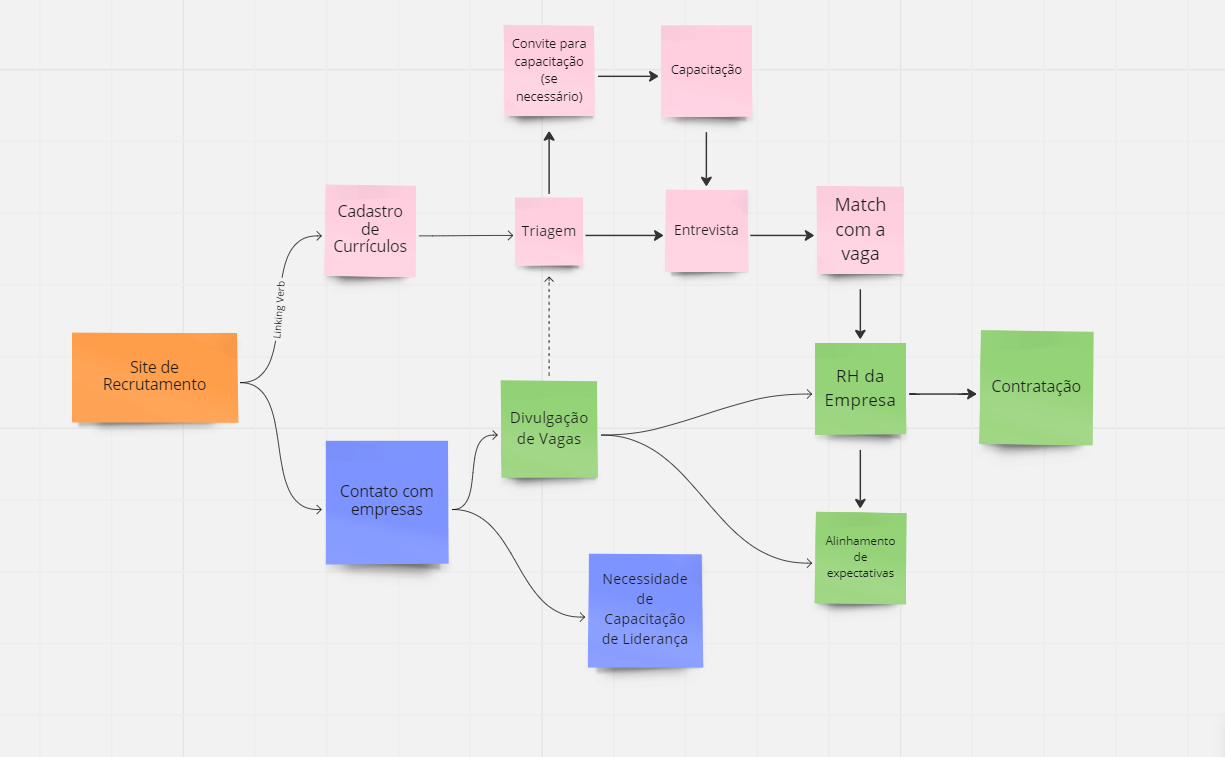 Convite para
capacitação
(se
necessário)
Capacitação
Cadastro
de
Currículos
Triagem
Entrevista
Match
com a
vaga
Linking Verb
Site de
Recrutamento
Divulgação
de Vagas
RH da
Empresa
Contratação
Contato com
empresas
Alinhamento
de
expectativas
Necessidade
de
Capacitação
de Liderança